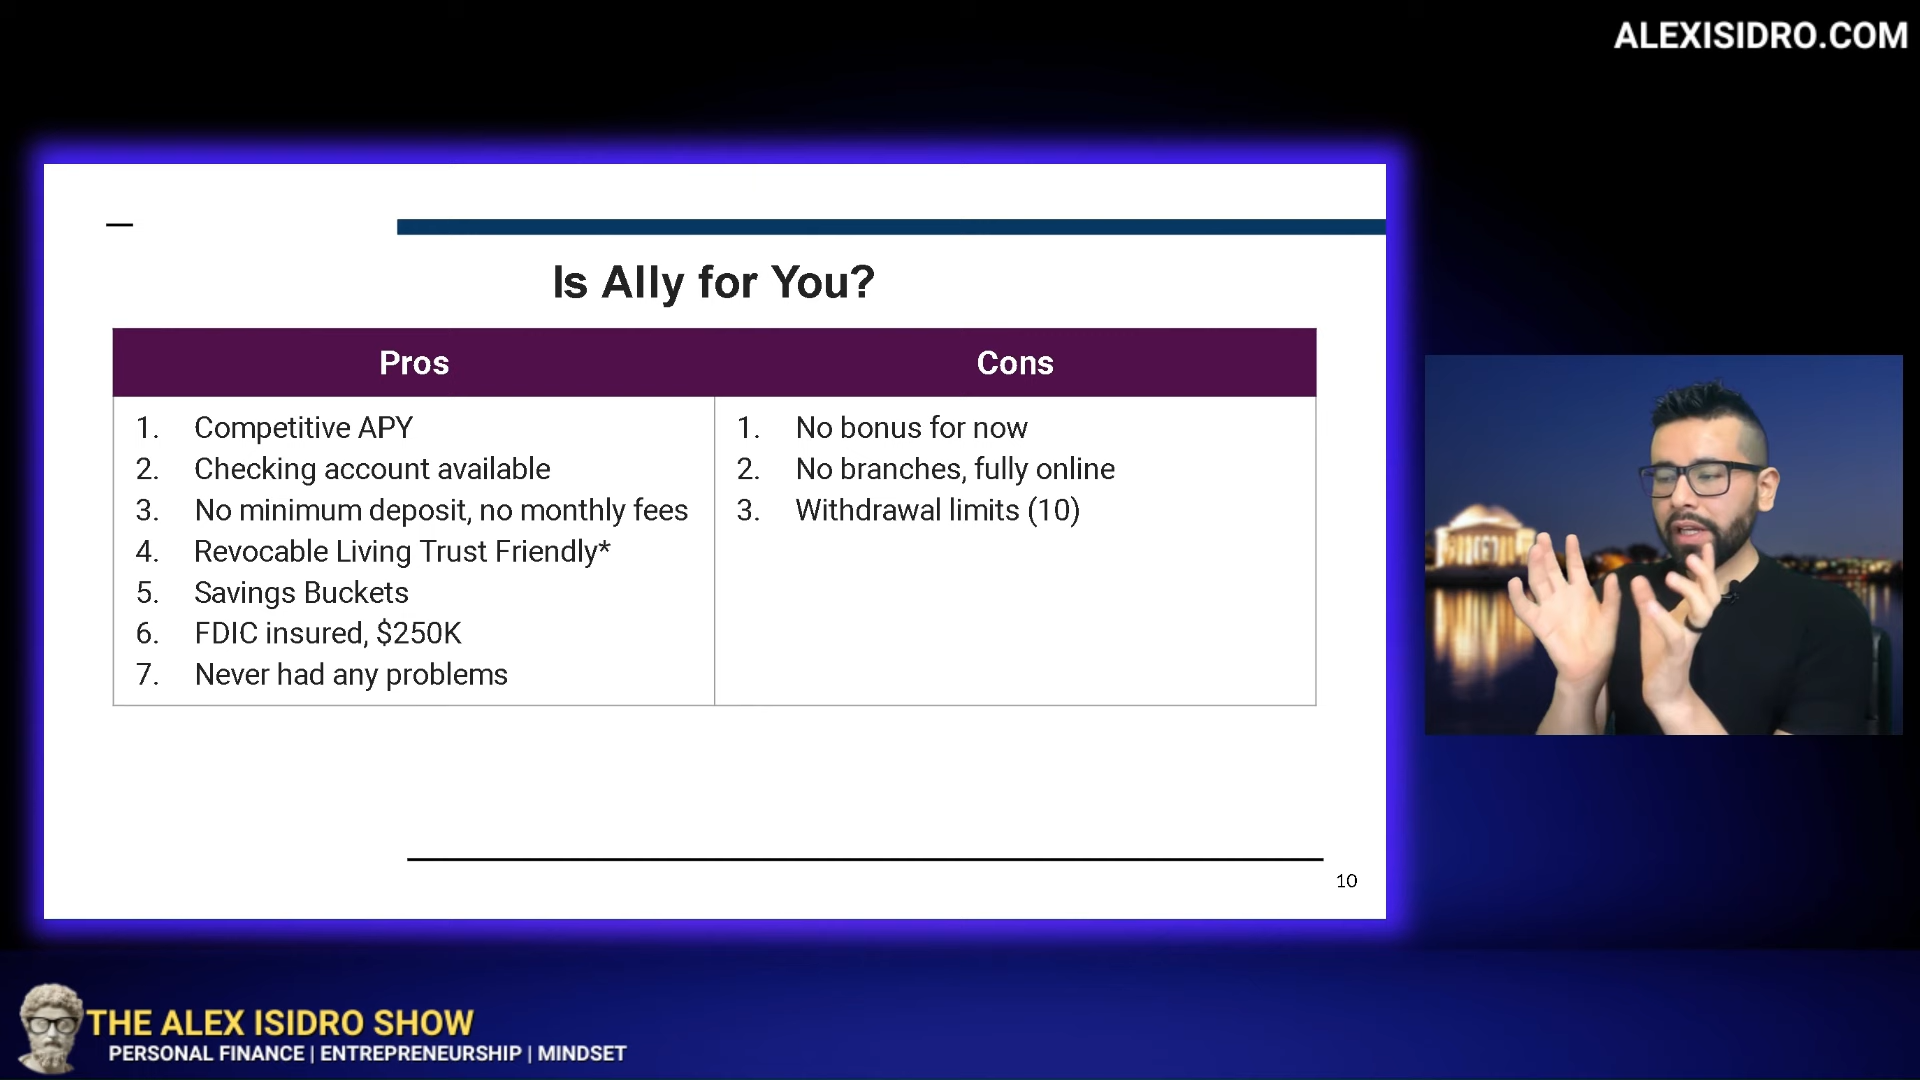 ALEXISIDRO.COM
Is Ally for You?
Pros
Cons
1. Competitive APY
2. Checking account available
3. No minimum deposit, no monthly fees
4. Revocable Living Trust Friendly*
5. Savings Buckets
6. FDIC insured, $250K
7. Never had any problems
1. No bonus for now
2. No branches, fully online
3. Withdrawal limits (10)
10
THE ALEX ISIDRO SHOW
PERSONAL FINANCE | ENTREPRENEURSHIP | MINDSET